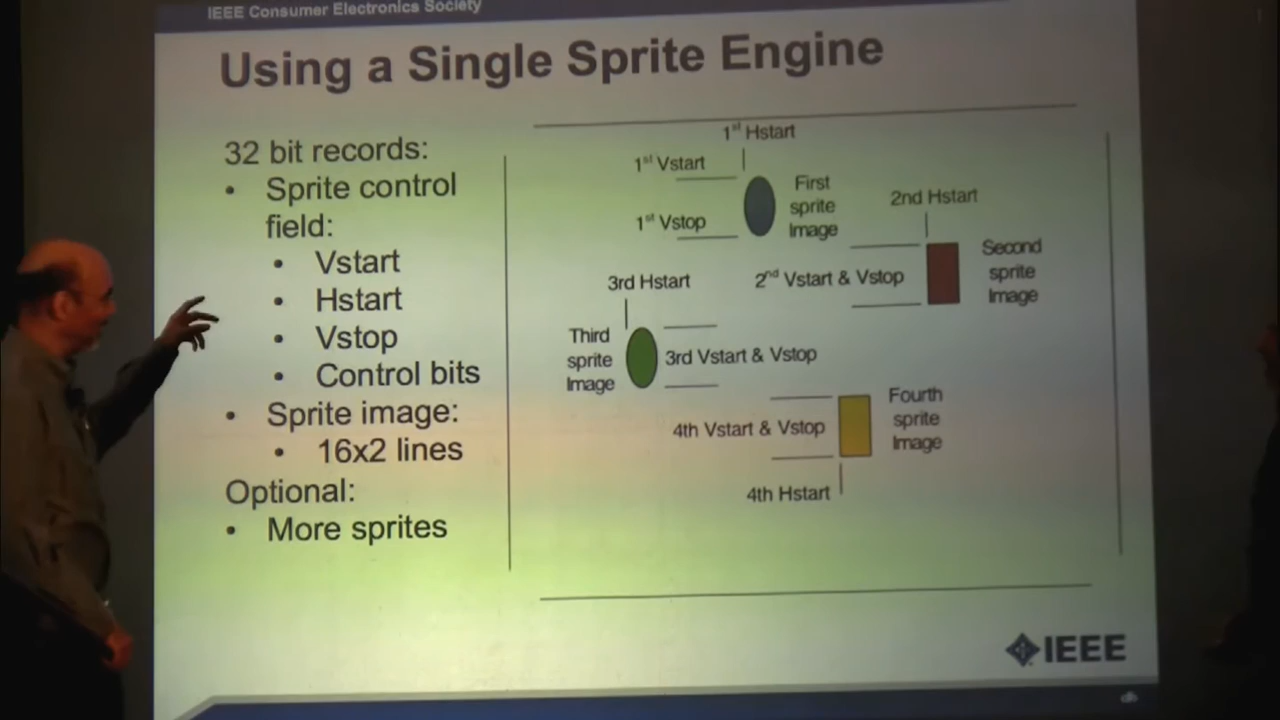 IEEE Consumer Electronics Society
Using a Single Sprite Engine
32 bit records:
• Sprite control
field:
• Vstart
• Hstart
• Vstop
• Control bits
• Sprite image:
• 16x2 lines
Optional:
• More sprites
1st Hstart
1st Vstart
1st Vstop
First
sprite
Image
2nd Hstart
2nd Vstart & Vstop
Second
sprite
Image
3rd Hstart
Third
sprite
Image
3rd Vstart & Vstop
4th Vstart & Vstop
Fourth
sprite
Image
4th Hstart
IEEE